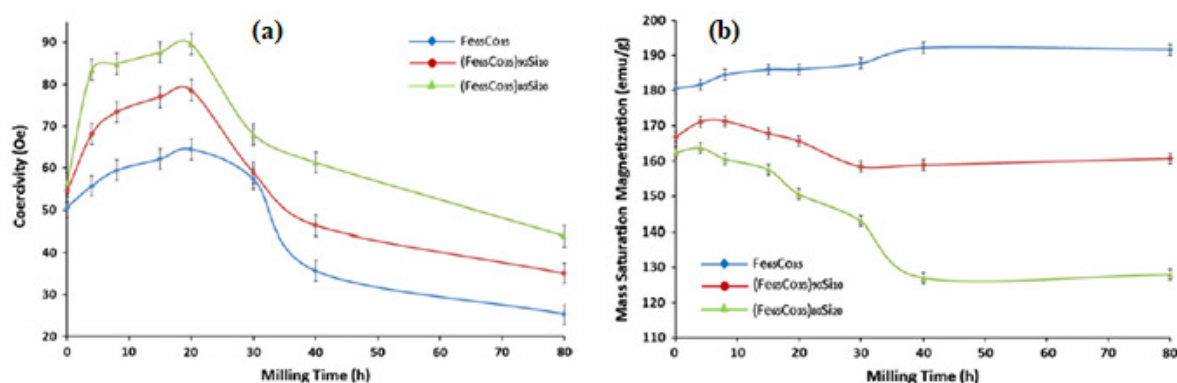 (a)
Fe65Co35
(Fe65Co35)90Si10
(Fe65Co35)80Si20
Coercivity (Oe)
90
80
70
60
50
40
30
20
0 10 20 30 40 50 60 70 80
Milling Time (h)
(b)
Mass Saturation Magnetization (emu/g)
200
190
180
170
160
150
140
130
120
110
Fe65Co35
(Fe65Co35)90Si10
(Fe65Co35)80Si20
0 10 20 30 40 50 60 70 80
Milling Time (h)